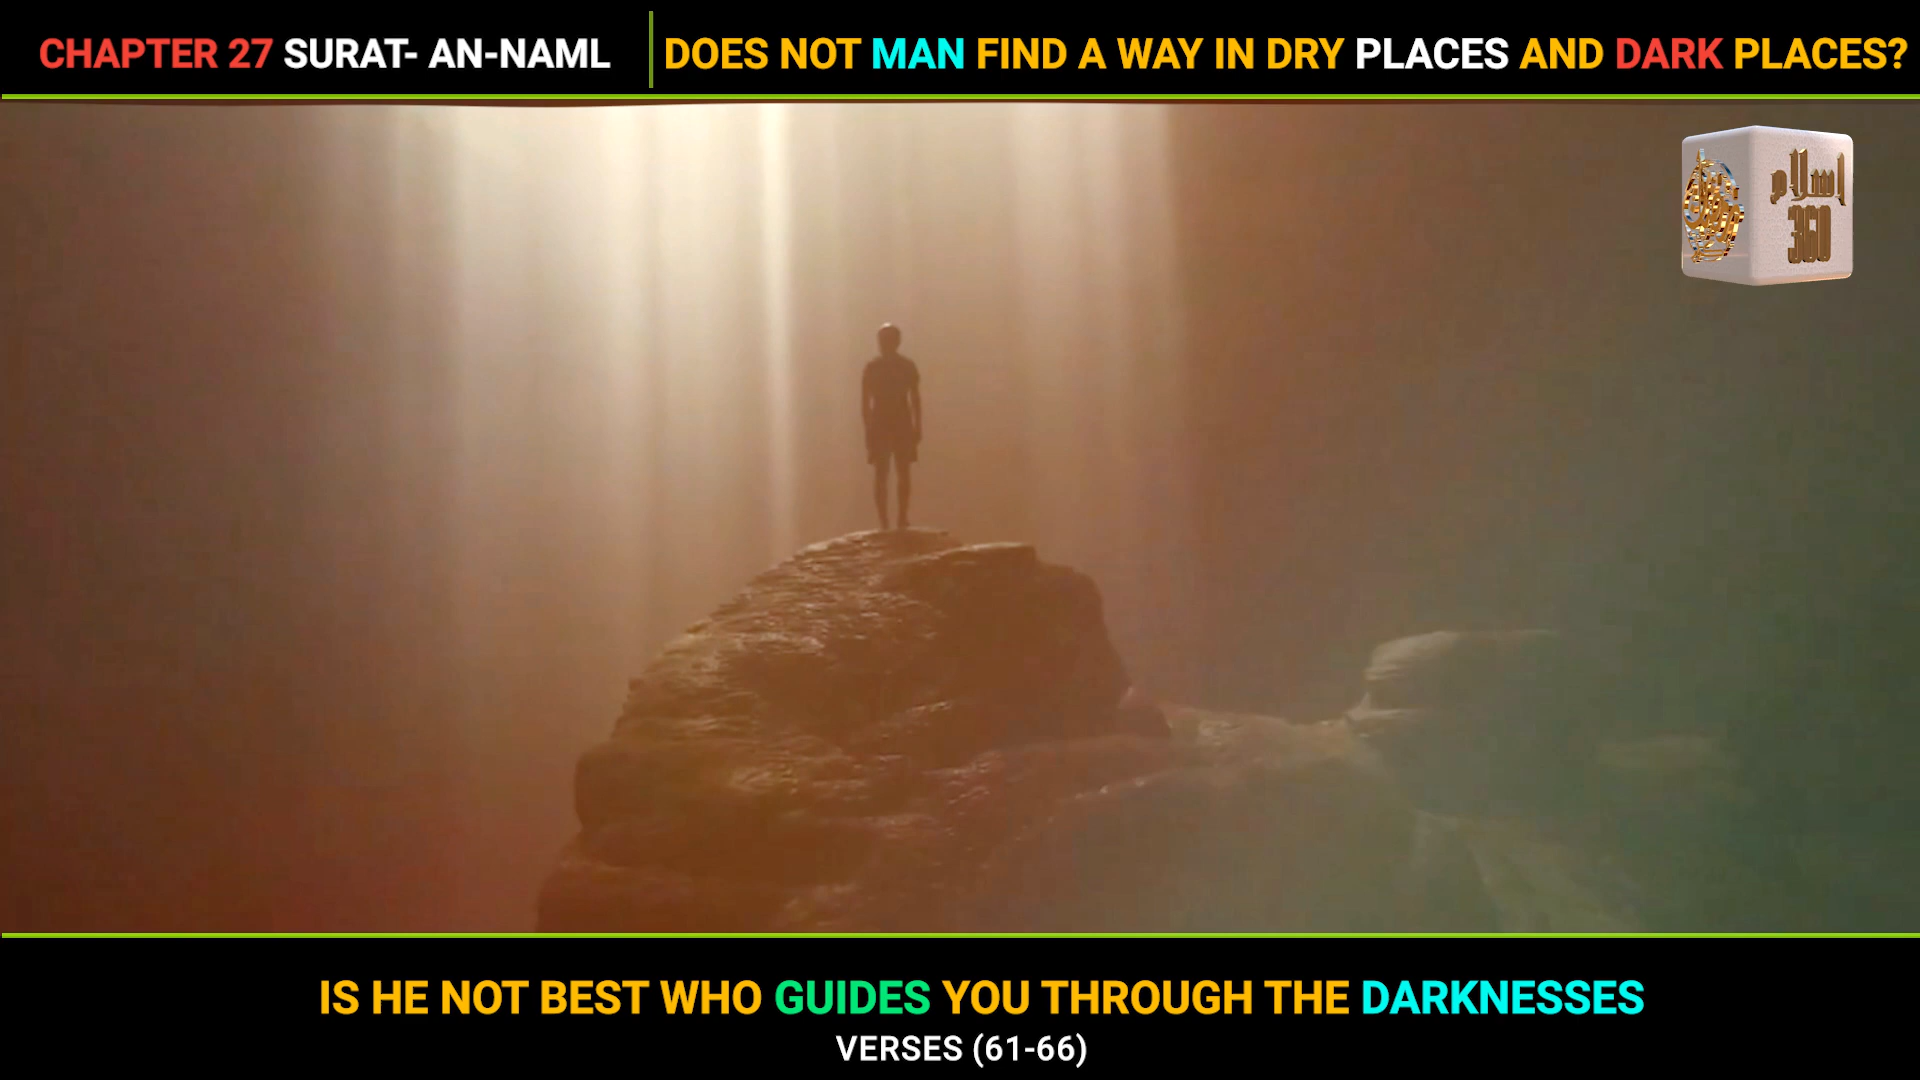 CHAPTER 27 SURAT- AN-NAML
DOES NOT MAN FIND A WAY IN DRY PLACES AND DARK PLACES?
اسلام
360
IS HE NOT BEST WHO GUIDES YOU THROUGH THE DARKNESSES
VERSES (61-66)